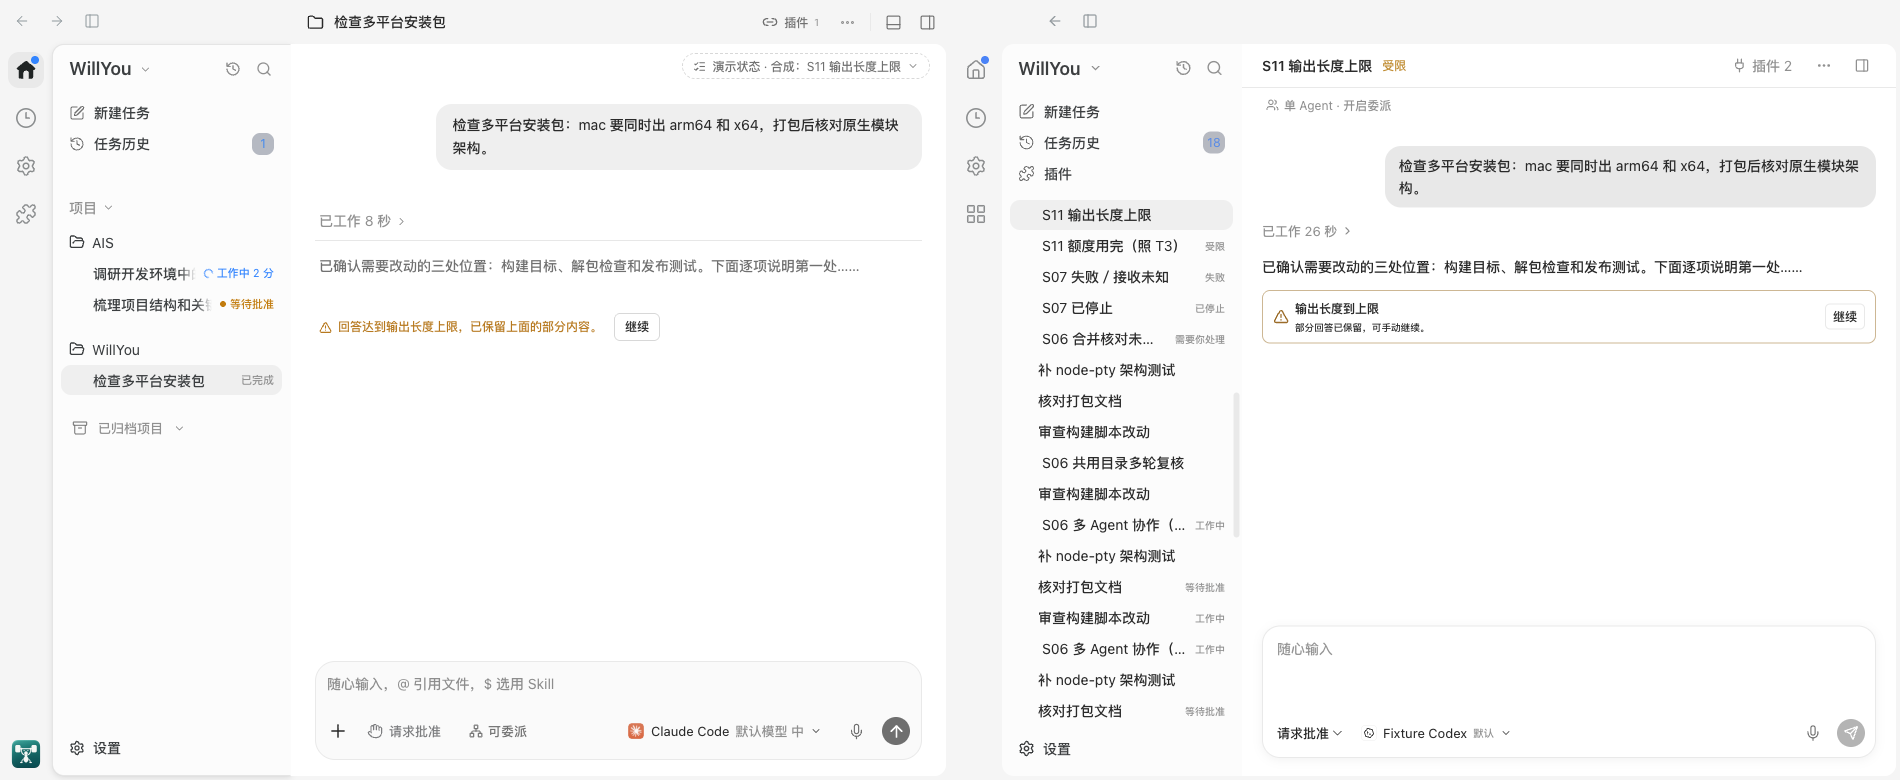 检查多平台安装包
插件 1
WillYou
新建任务
任务历史
1
项目
AIS
调研开发环境中
工作中 2 分
梳理项目结构和关
等待批准
WillYou
检查多平台安装包
已完成
已归档项目
设置
演示状态 · 合成：S11 输出长度上限
检查多平台安装包：mac 要同时出 arm64 和 x64，打包后核对原生模块
架构。
已工作 8 秒
已确认需要改动的三处位置：构建目标、解包检查和发布测试。下面逐项说明第一处……
回答达到输出长度上限，已保留上面的部分内容。
继续
随心输入，@ 引用文件，$ 选用 Skill
请求批准
可委派
Claude Code 默认模型 中
WillYou
新建任务
任务历史
18
插件
S11 输出长度上限
S11 额度用完（照 T3）
受限
S07 失败 / 接收未知
失败
S07 已停止
已停止
S06 合并核对未...
需要你处理
补 node-pty 架构测试
核对打包文档
审查构建脚本改动
S06 共用目录多轮复核
审查构建脚本改动
S06 多 Agent 协作（...
工作中
补 node-pty 架构测试
核对打包文档
等待批准
审查构建脚本改动
工作中
S06 多 Agent 协作（...
工作中
补 node-pty 架构测试
核对打包文档
等待批准
设置
S11 输出长度上限
受限
插件 2
单 Agent · 开启委派
检查多平台安装包：mac 要同时出 arm64 和 x64，打包后核对原生模块架
构。
已工作 26 秒
已确认需要改动的三处位置：构建目标、解包检查和发布测试。下面逐项说明第一处……
输出长度到上限
部分回答已保留，可手动继续。
继续
随心输入
请求批准
Fixture Codex 默认